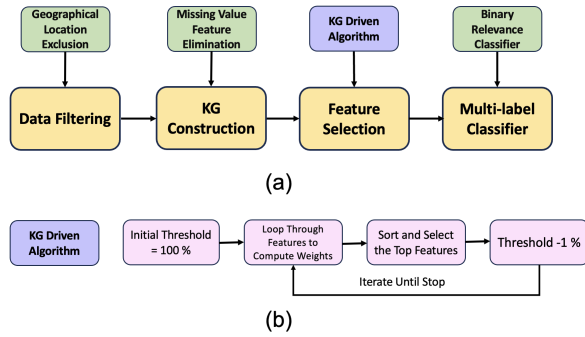 Geographical
Location
Exclusion
Missing Value
Feature
Elimination
KG Driven
Algorithm
Binary
Relevance
Classifier
Data Filtering
KG
Construction
Feature
Selection
Multi-label
Classifier
(a)
KG Driven
Algorithm
Initial Threshold
= 100 %
Loop Through
Features to
Compute Weights
Sort and Select
the Top Features
Threshold -1 %
Iterate Until Stop
(b)